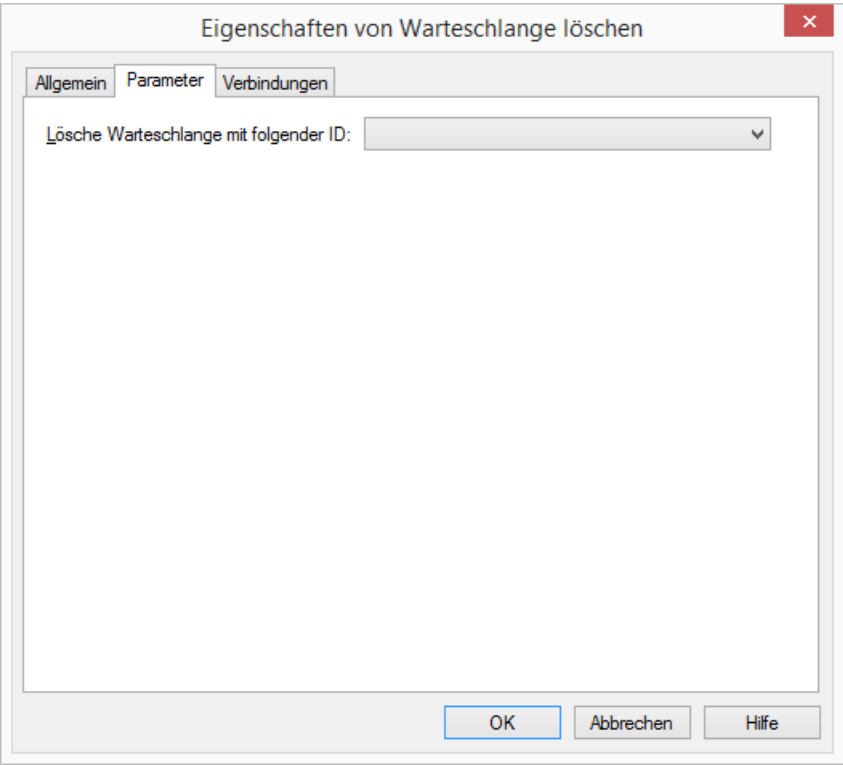 Eigenschaften von Warteschlange löschen
Allgemein Parameter Verbindungen
Lösche Warteschlange mit folgender ID:
OK Abbrechen Hilfe